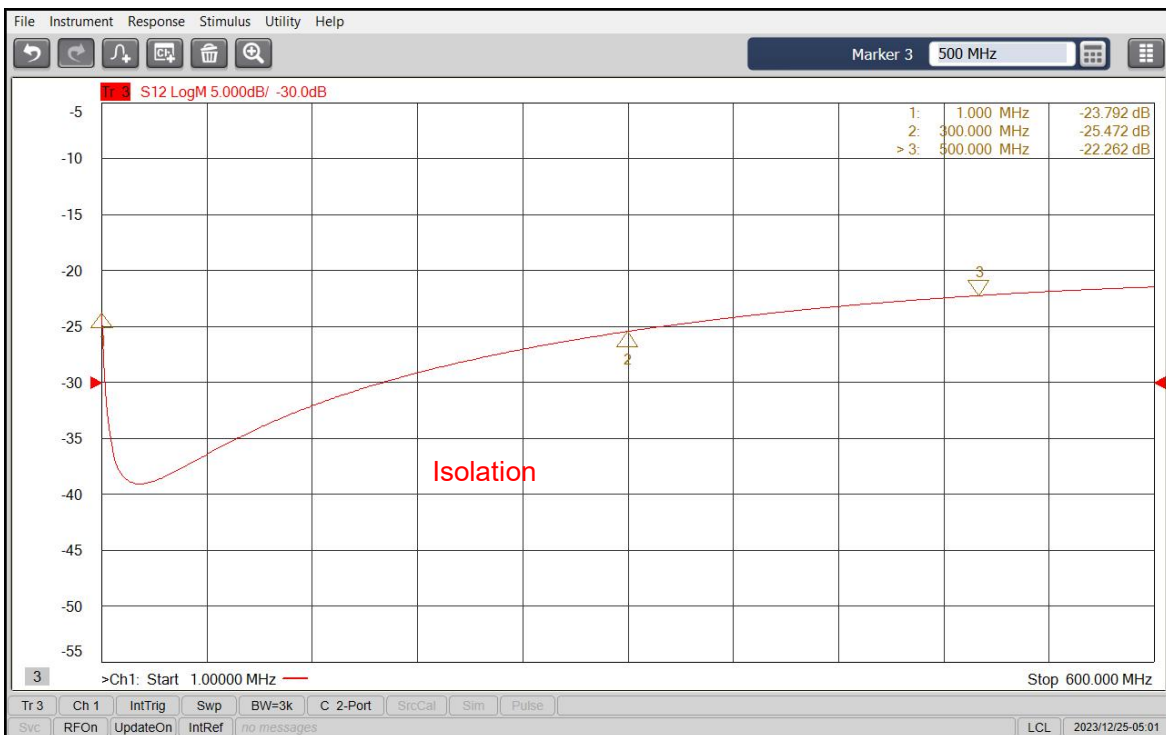 File Instrument Response Stimulus Utility Help
Marker 3 500 MHz
Tr 3 S12 LogM 5.000dB/ -30.0dB
1: 1.000 MHz -23.792 dB
2: 300.000 MHz -25.472 dB
> 3: 500.000 MHz -22.262 dB
-5
-10
-15
-20
-25
-30
-35
-40
-45
-50
-55
3
2
Isolation
3
>Ch1: Start 1.00000 MHz
Stop 600.000 MHz
Tr 3 Ch 1 IntTrig Swp BW=3k C 2-Port SrcCal Sim Pulse
Svc RFOn UpdateOn IntRef no messages LCL 2023/12/25-05:01